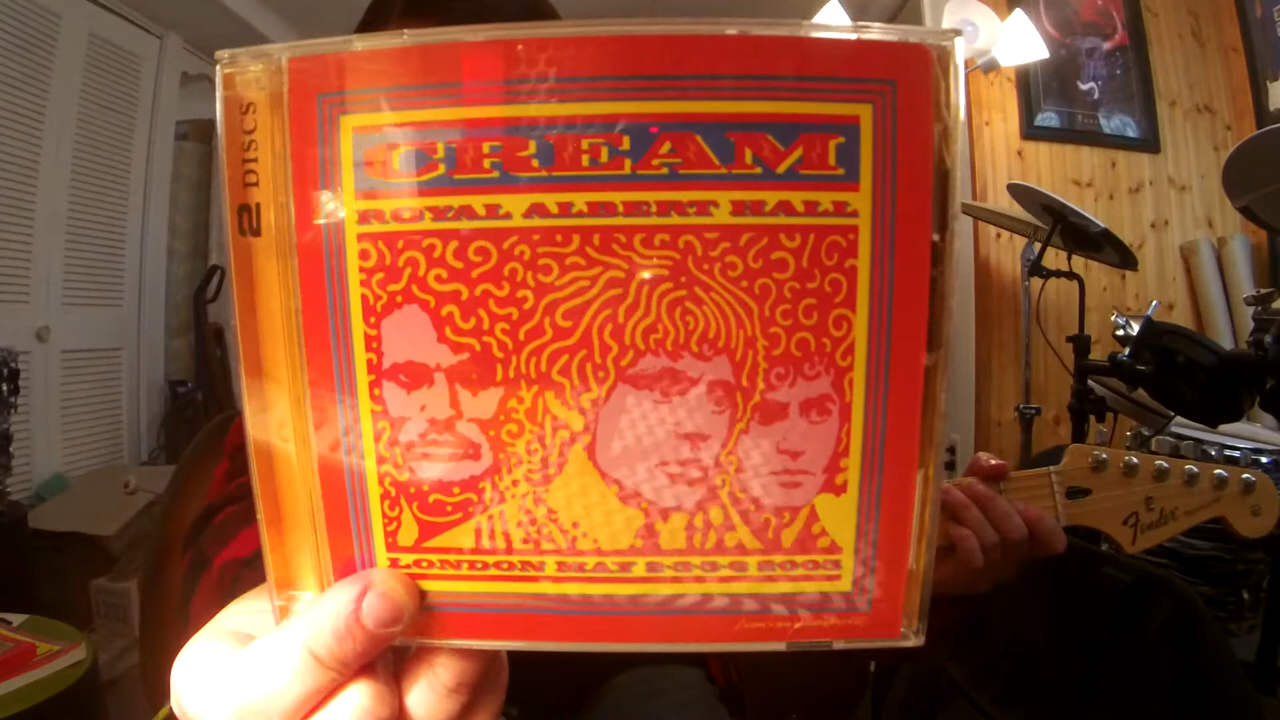 2 DISCS
CREAM
ROYAL ALBERT HALL
LONDON MAY 2-3-5-6 2005
Fender